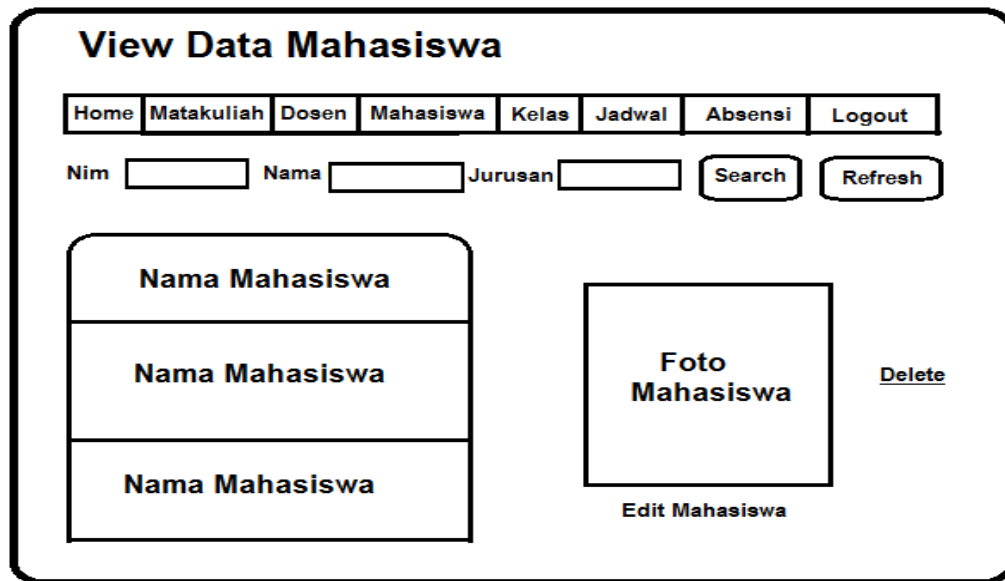 View Data Mahasiswa
Home Matakuliah Dosen Mahasiswa Kelas Jadwal Absensi Logout
Nim Nama Jurusan Search Refresh
Nama Mahasiswa
Nama Mahasiswa
Nama Mahasiswa
Foto
Mahasiswa
Delete
Edit Mahasiswa